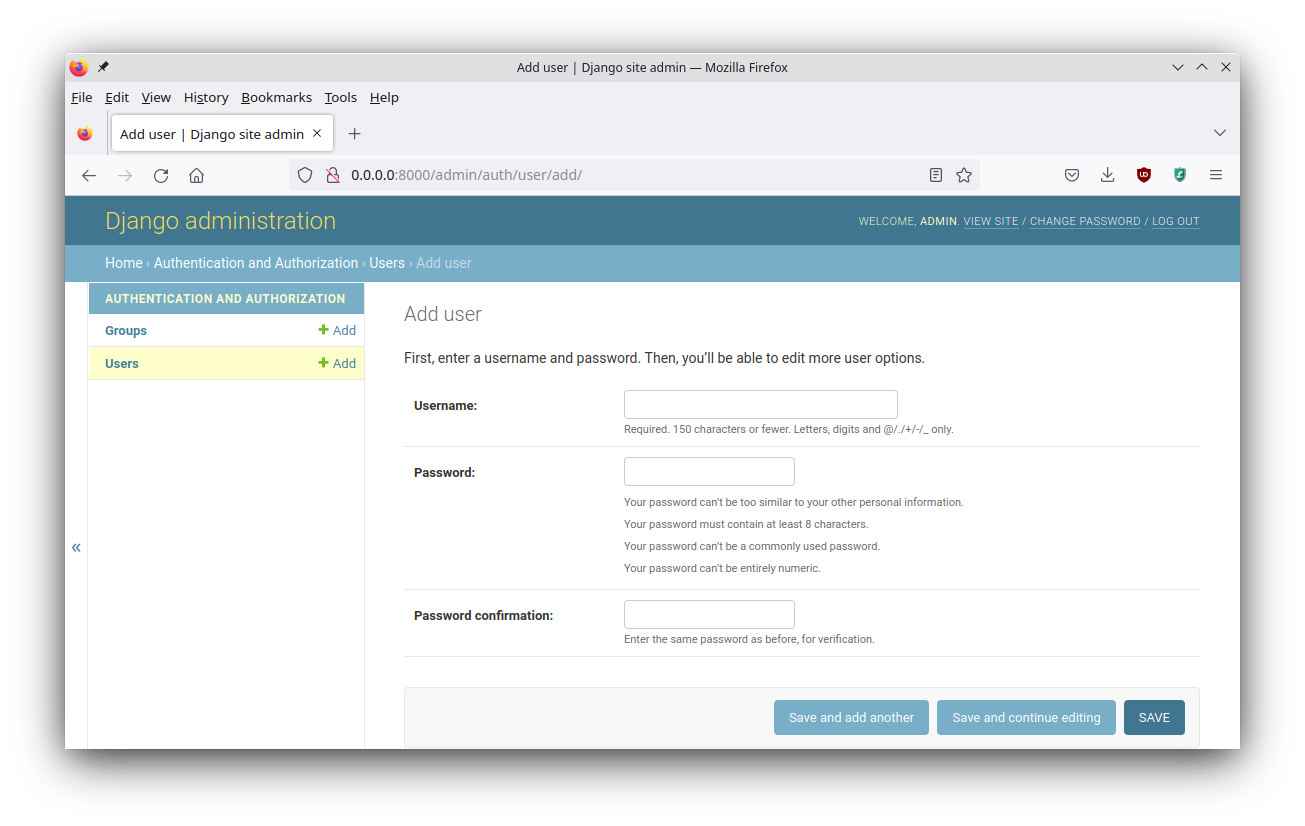 Add user | Django site admin — Mozilla Firefox
File Edit View History Bookmarks Tools Help
Add user | Django site admin
0.0.0.0:8000/admin/auth/user/add/
Django administration
WELCOME, ADMIN. VIEW SITE / CHANGE PASSWORD / LOG OUT
Home › Authentication and Authorization › Users › Add user
AUTHENTICATION AND AUTHORIZATION
Groups + Add
Users + Add
«
Add user
First, enter a username and password. Then, you’ll be able to edit more user options.
Username:
Required. 150 characters or fewer. Letters, digits and @/./+/-/_ only.
Password:
Your password can’t be too similar to your other personal information.
Your password must contain at least 8 characters.
Your password can’t be a commonly used password.
Your password can’t be entirely numeric.
Password confirmation:
Enter the same password as before, for verification.
Save and add another
Save and continue editing
SAVE